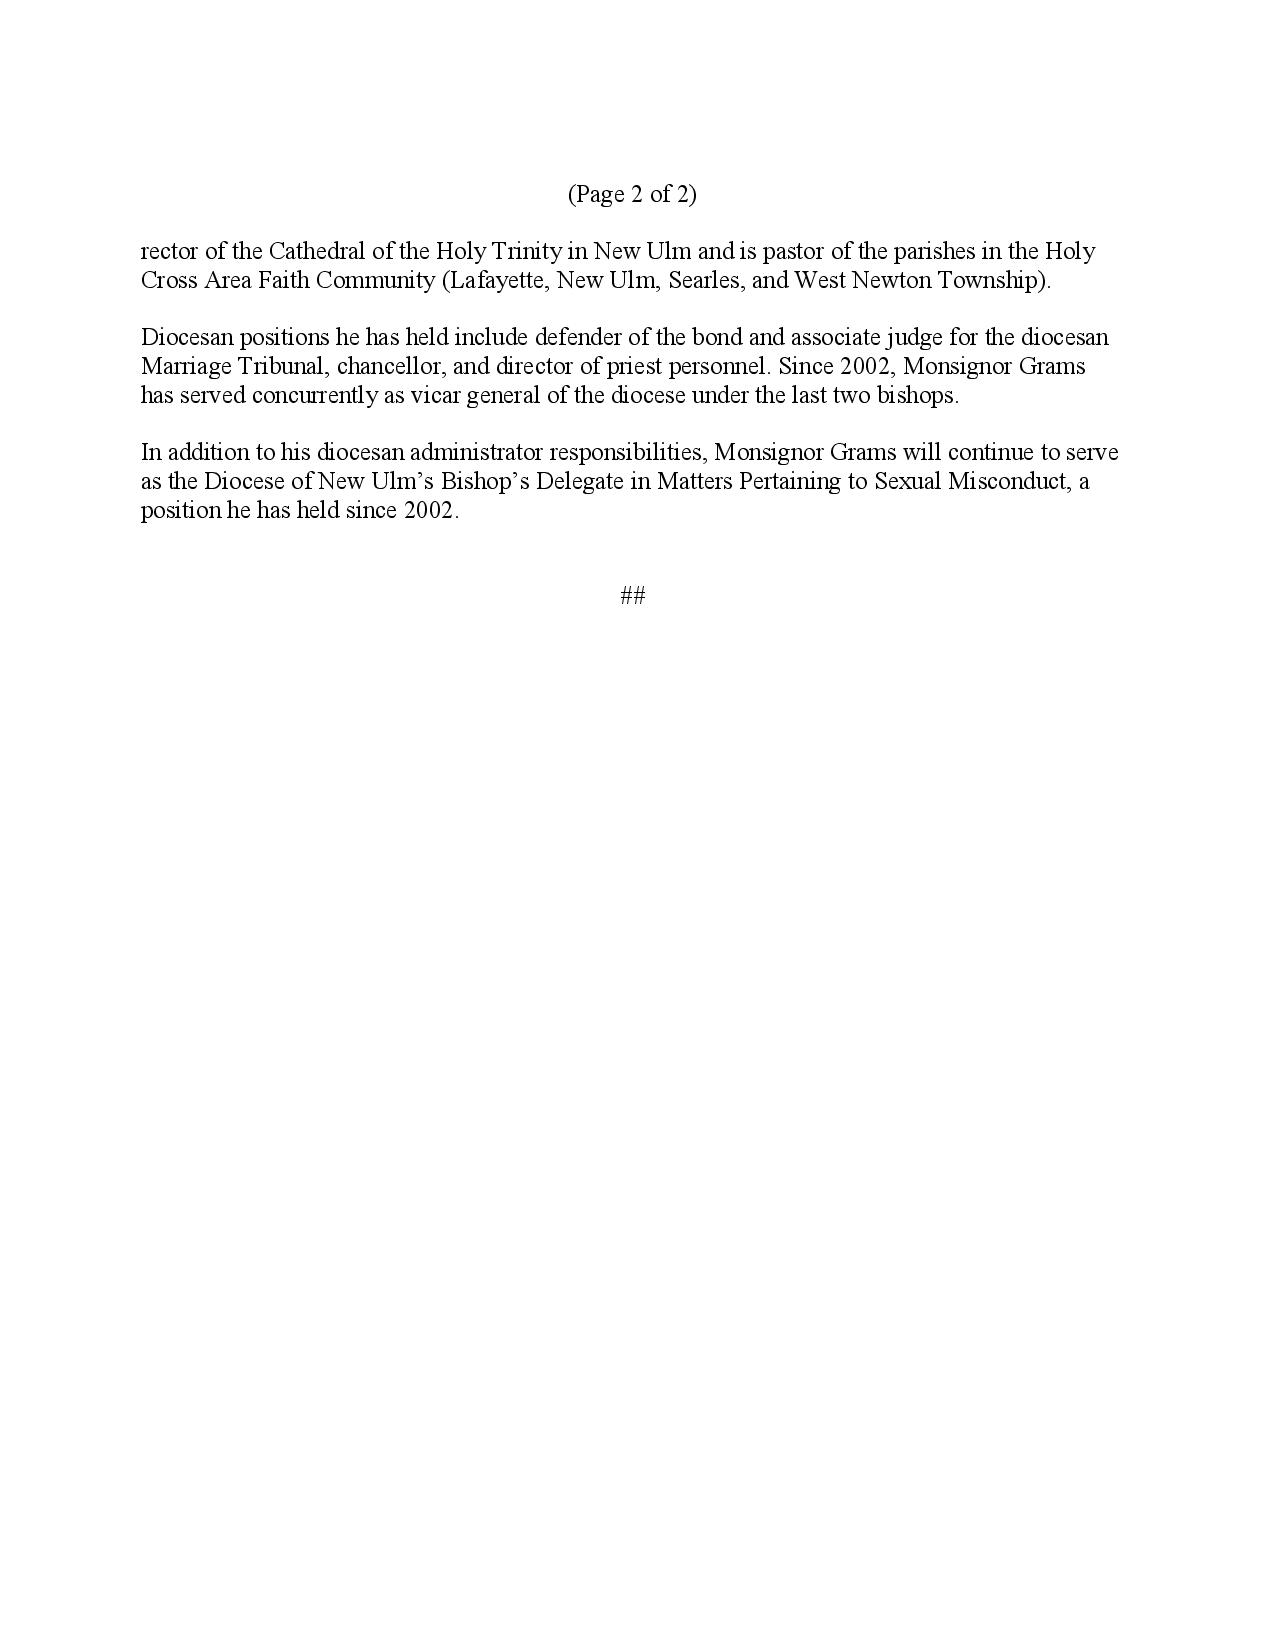 (Page 2 of 2)
rector of the Cathedral of the Holy Trinity in New Ulm and is pastor of the parishes in the Holy
Cross Area Faith Community (Lafayette, New Ulm, Searles, and West Newton Township).
Diocesan positions he has held include defender of the bond and associate judge for the diocesan
Marriage Tribunal, chancellor, and director of priest personnel. Since 2002, Monsignor Grams
has served concurrently as vicar general of the diocese under the last two bishops.
In addition to his diocesan administrator responsibilities, Monsignor Grams will continue to serve
as the Diocese of New Ulm’s Bishop’s Delegate in Matters Pertaining to Sexual Misconduct, a
position he has held since 2002.
##